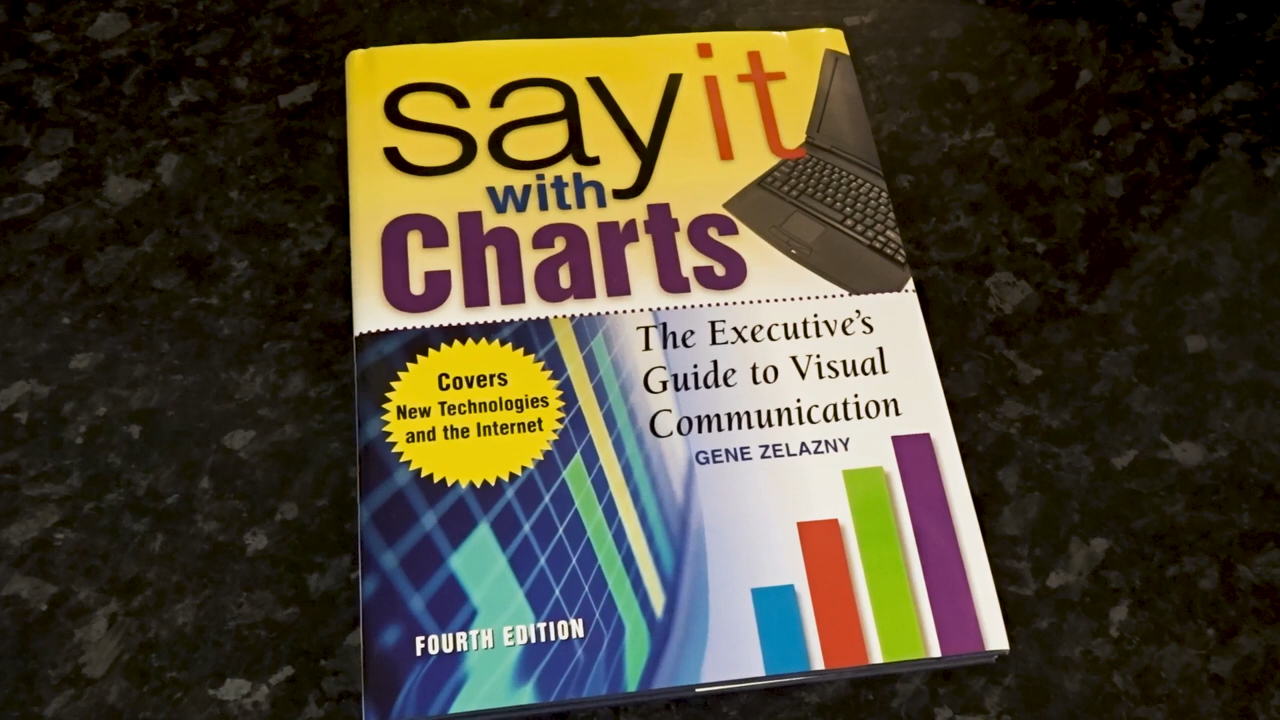 say it
with
Charts
The Executive's
Guide to Visual
Communication
GENE ZELAZNY
Covers
New Technologies
and the Internet
FOURTH EDITION